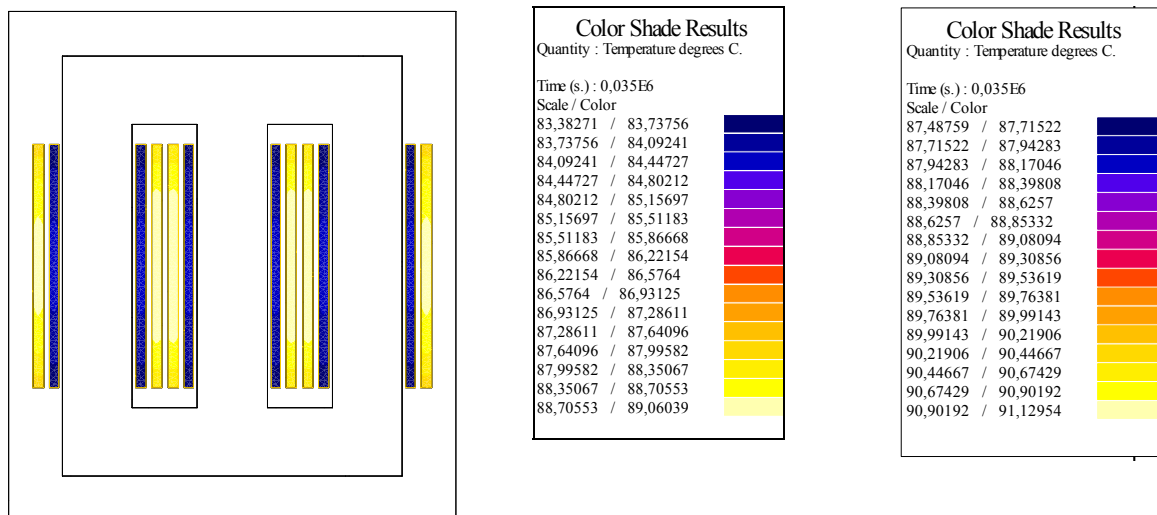 Color Shade Results
Quantity : Temperature degrees C.
Time (s.) : 0,035E6
Scale / Color
83,38271 / 83,73756
83,73756 / 84,09241
84,09241 / 84,44727
84,44727 / 84,80212
84,80212 / 85,15697
85,15697 / 85,51183
85,51183 / 85,86668
85,86668 / 86,22154
86,22154 / 86,5764
86,5764 / 86,93125
86,93125 / 87,28611
87,28611 / 87,64096
87,64096 / 87,99582
87,99582 / 88,35067
88,35067 / 88,70553
88,70553 / 89,06039
Color Shade Results
Quantity : Temperature degrees C.
Time (s.) : 0,035E6
Scale / Color
87,48759 / 87,71522
87,71522 / 87,94283
87,94283 / 88,17046
88,17046 / 88,39808
88,39808 / 88,6257
88,6257 / 88,85332
88,85332 / 89,08094
89,08094 / 89,30856
89,30856 / 89,53619
89,53619 / 89,76381
89,76381 / 89,99143
89,99143 / 90,21906
90,21906 / 90,44667
90,44667 / 90,67429
90,67429 / 90,90192
90,90192 / 91,12954